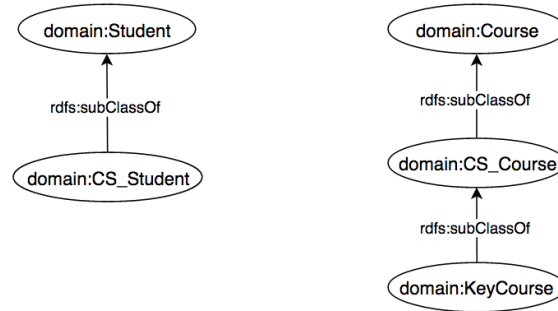 domain:Student
domain:Course
rdfs:subClassOf
rdfs:subClassOf
domain:CS_Student
domain:CS_Course
rdfs:subClassOf
domain:KeyCourse